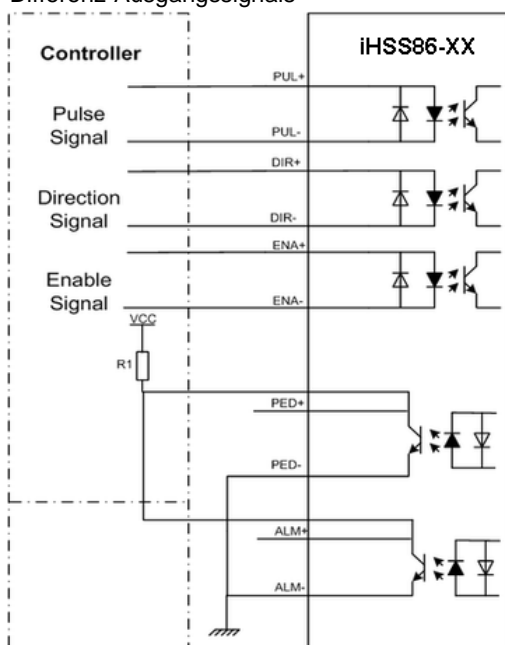 Differenz-Ausgangssignale
Controller
iHSS86-XX
PUL+
Pulse
Signal
PUL-
DIR+
Direction
Signal
DIR-
ENA+
Enable
Signal
ENA-
VCC
R1
PED+
PED-
ALM+
ALM-